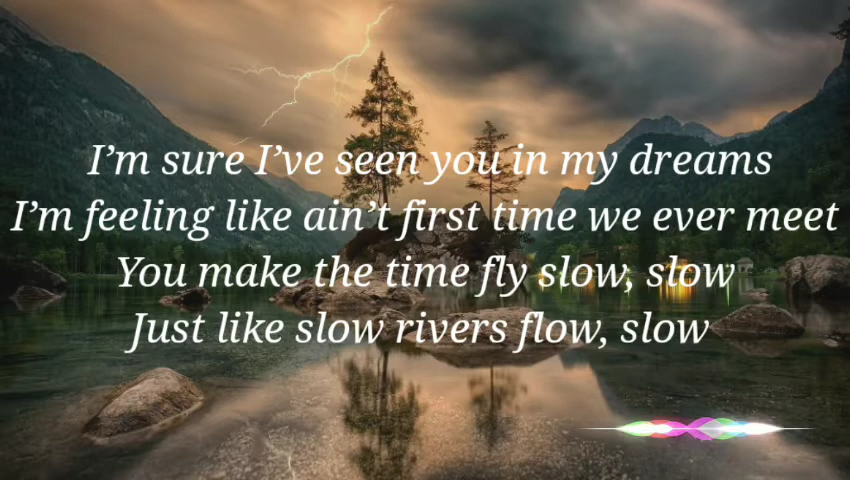 I’m sure I’ve seen you in my dreams
I’m feeling like ain’t first time we ever meet
You make the time fly slow, slow
Just like slow rivers flow, slow